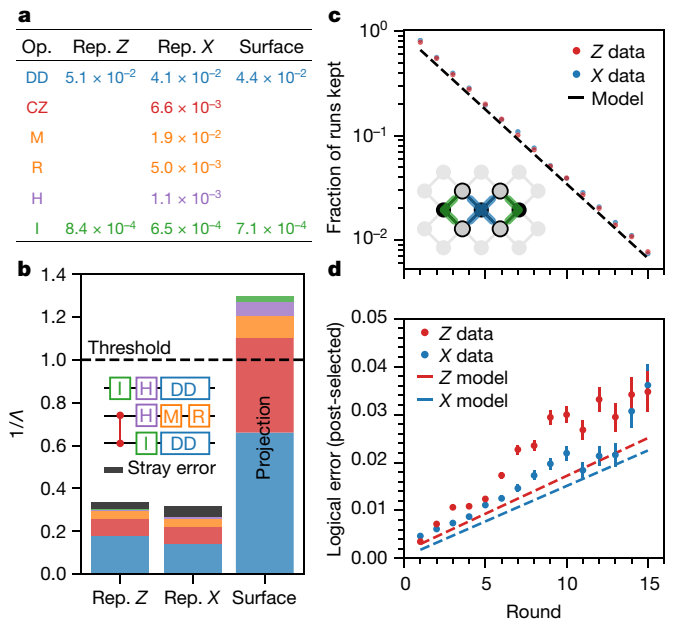 a
Op. Rep. Z Rep. X Surface
DD 5.1 × 10⁻² 4.1 × 10⁻² 4.4 × 10⁻²
CZ 6.6 × 10⁻³
M 1.9 × 10⁻²
R 5.0 × 10⁻³
H 1.1 × 10⁻³
I 8.4 × 10⁻⁴ 6.5 × 10⁻⁴ 7.1 × 10⁻⁴
b
1/Λ
1.4
1.2
1.0
0.8
0.6
0.4
0.2
0.0
Threshold
I H DD
H M R
I DD
Stray error
Projection
Rep. Z Rep. X Surface
c
Fraction of runs kept
10⁰
10⁻¹
10⁻²
Z data
X data
Model
d
Logical error (post-selected)
0.05
0.04
0.03
0.02
0.01
0.00
Z data
X data
Z model
X model
0 5 10 15
Round